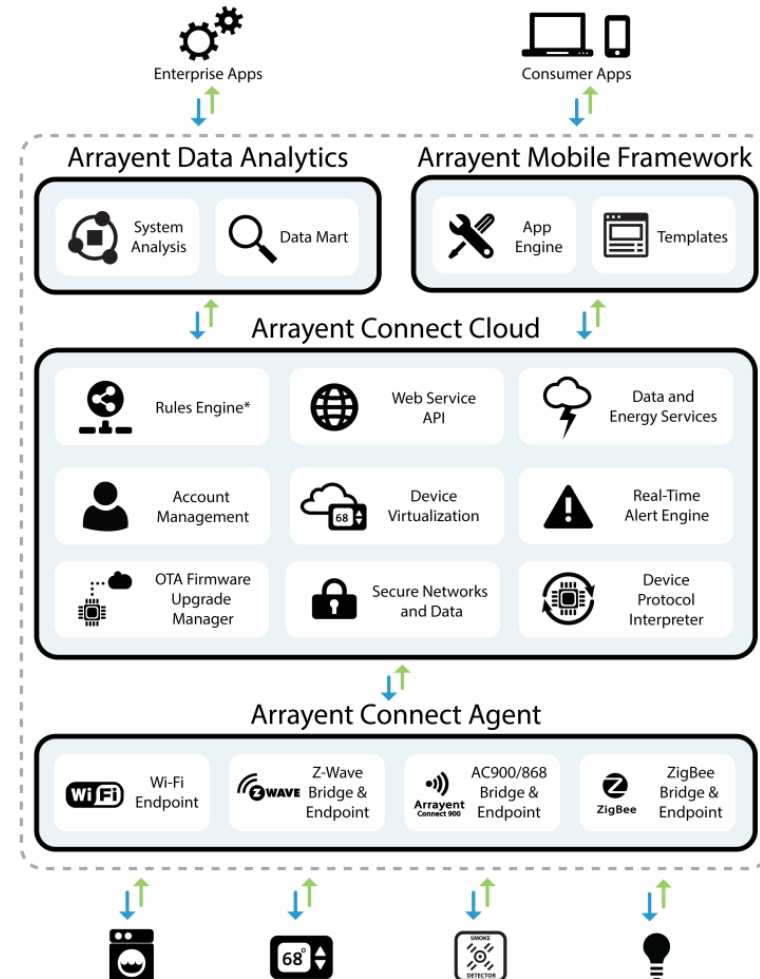 Enterprise Apps
Consumer Apps
Arrayent Data Analytics
Arrayent Mobile Framework
System
Analysis
Data Mart
App
Engine
Templates
Arrayent Connect Cloud
Rules Engine*
Web Service
API
Data and
Energy Services
Account
Management
68
Device
Virtualization
Real-Time
Alert Engine
OTA Firmware
Upgrade
Manager
Secure Networks
and Data
Device
Protocol
Interpreter
Arrayent Connect Agent
Wi Fi
Wi-Fi
Endpoint
Z WAVE
Z-Wave
Bridge &
Endpoint
Arrayent
Connect 900
AC900/868
Bridge &
Endpoint
ZigBee
ZigBee
Bridge &
Endpoint
68°
SMOKE
DETECTOR